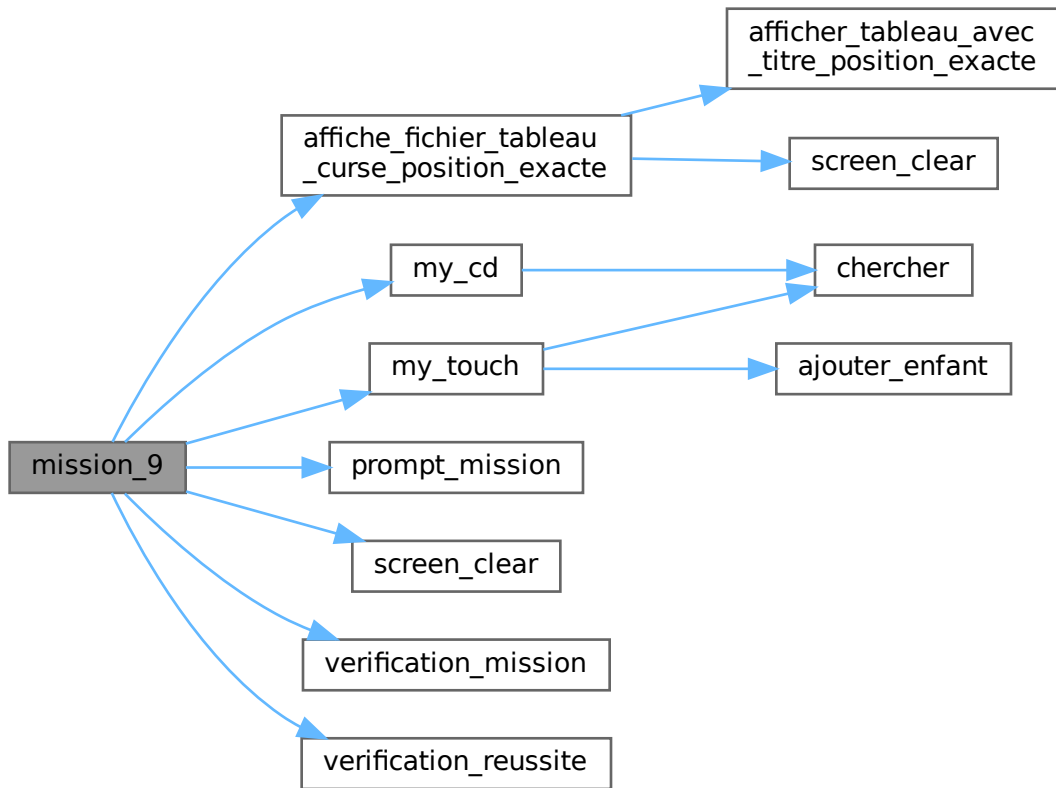 afficher_tableau_avec
_titre_position_exacte
affiche_fichier_tableau
_curse_position_exacte
screen_clear
my_cd
chercher
my_touch
ajouter_enfant
mission_9
prompt_mission
screen_clear
verification_mission
verification_reussite